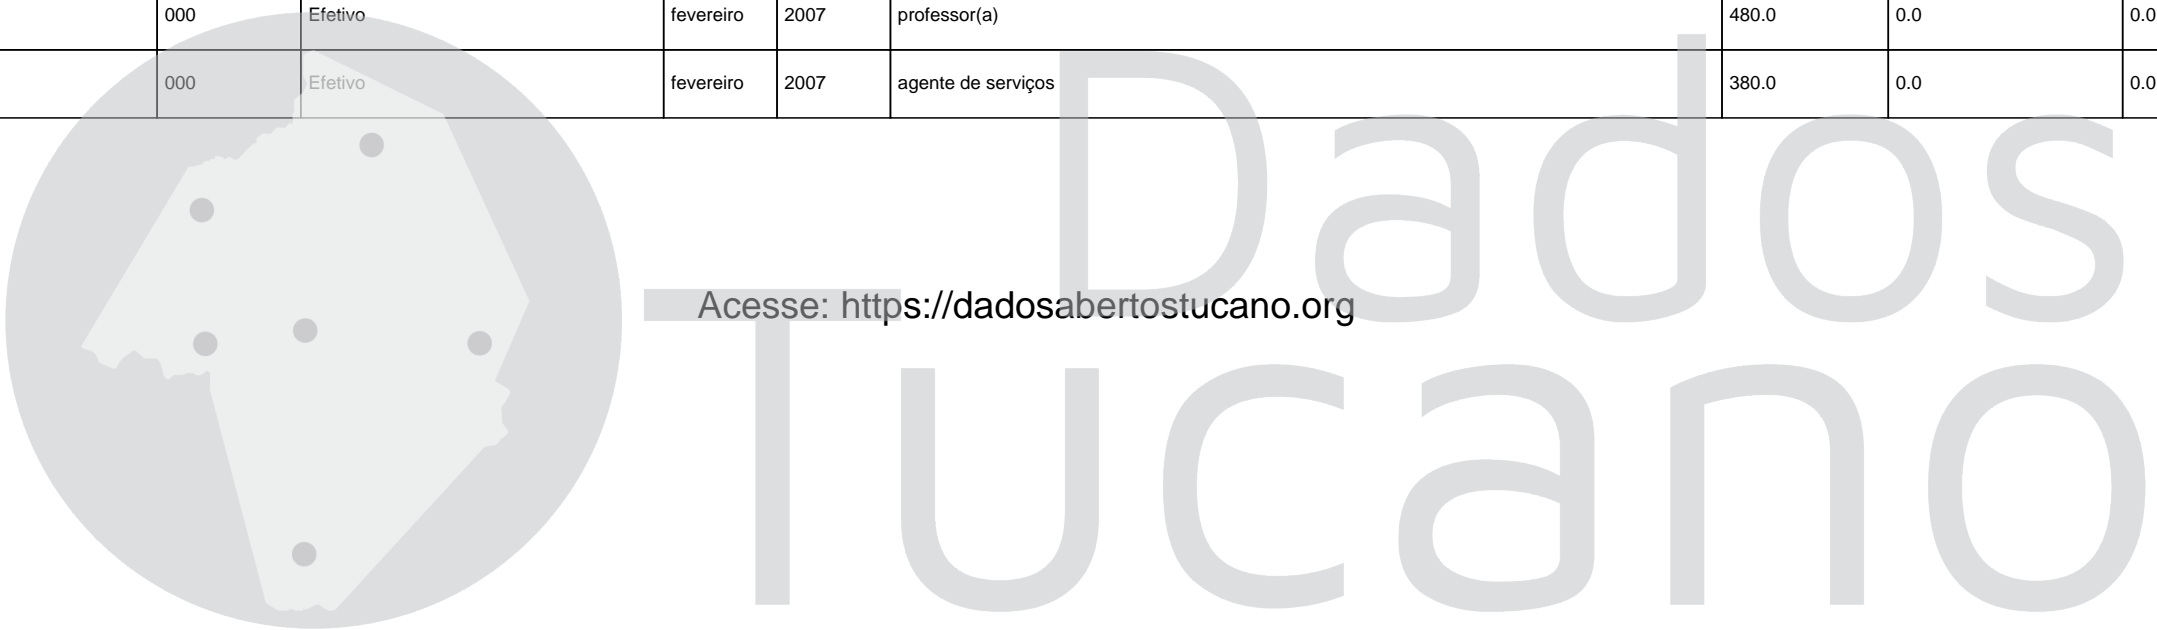 000 Efetivo fevereiro 2007 professor(a) 480.0 0.0 0.0
000 Efetivo fevereiro 2007 agente de serviços 380.0 0.0 0.0
Dados
Acesse: https://dadosabertostucano.org
Tucano